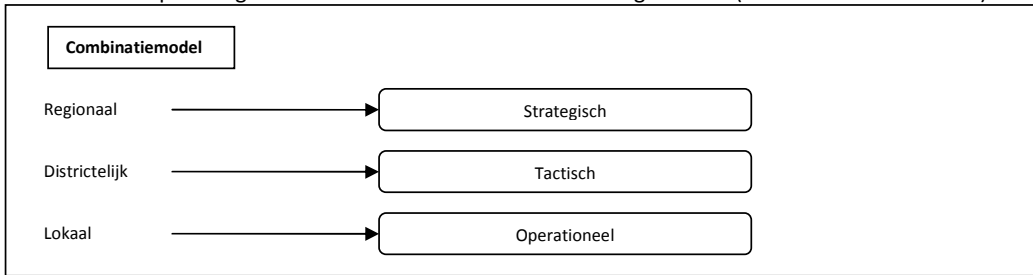 Combinatiemodel
Regionaal
Strategisch
Districtelijk
Tactisch
Lokaal
Operationeel